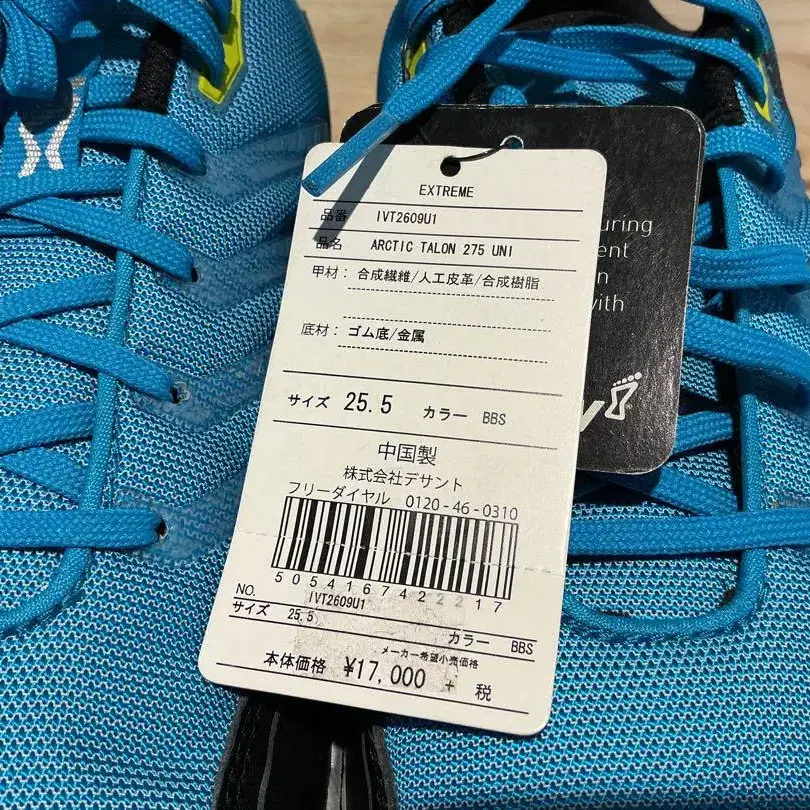 EXTREME
品番 IVT2609U1
品名 ARCTIC TALON 275 UNI
甲材： 合成繊維/人工皮革/合成樹脂
底材： ゴム底/金属
サイズ 25.5 カラー BBS
中国製
株式会社デサント
フリーダイヤル 0120-46-0310
5054167422217
NO. IVT2609U1
サイズ 25.5 カラー BBS
メーカー希望小売価格
本体価格 ¥17,000 + 税
uring
ent
n
with